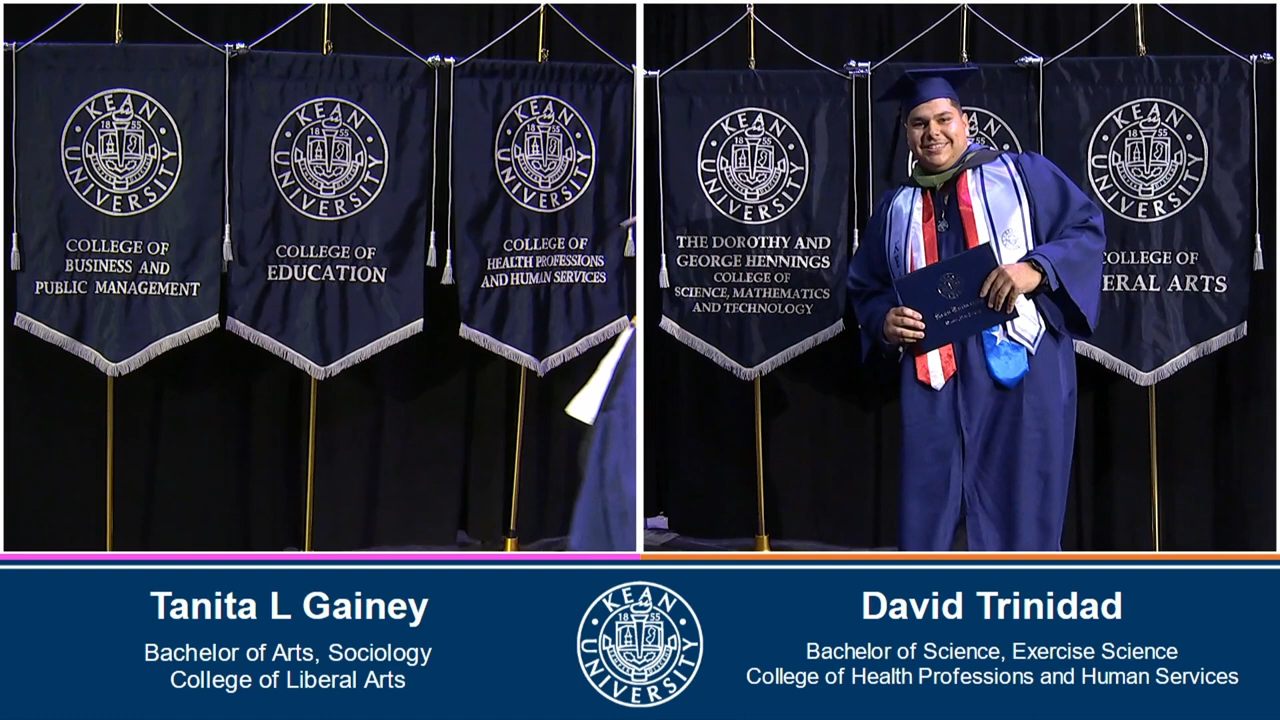 KEAN UNIVERSITY
1855
COLLEGE OF
BUSINESS AND
PUBLIC MANAGEMENT
KEAN UNIVERSITY
1855
COLLEGE OF
EDUCATION
KEAN UNIVERSITY
1855
COLLEGE OF
HEALTH PROFESSIONS
AND HUMAN SERVICES
KEAN UNIVERSITY
1855
THE DOROTHY AND
GEORGE HENNINGS
COLLEGE OF
SCIENCE, MATHEMATICS
AND TECHNOLOGY
KEAN UNIVERSITY
1855
COLLEGE OF
ERAL ARTS
Kean University
Tanita L Gainey
Bachelor of Arts, Sociology
College of Liberal Arts
KEAN UNIVERSITY
1855
David Trinidad
Bachelor of Science, Exercise Science
College of Health Professions and Human Services